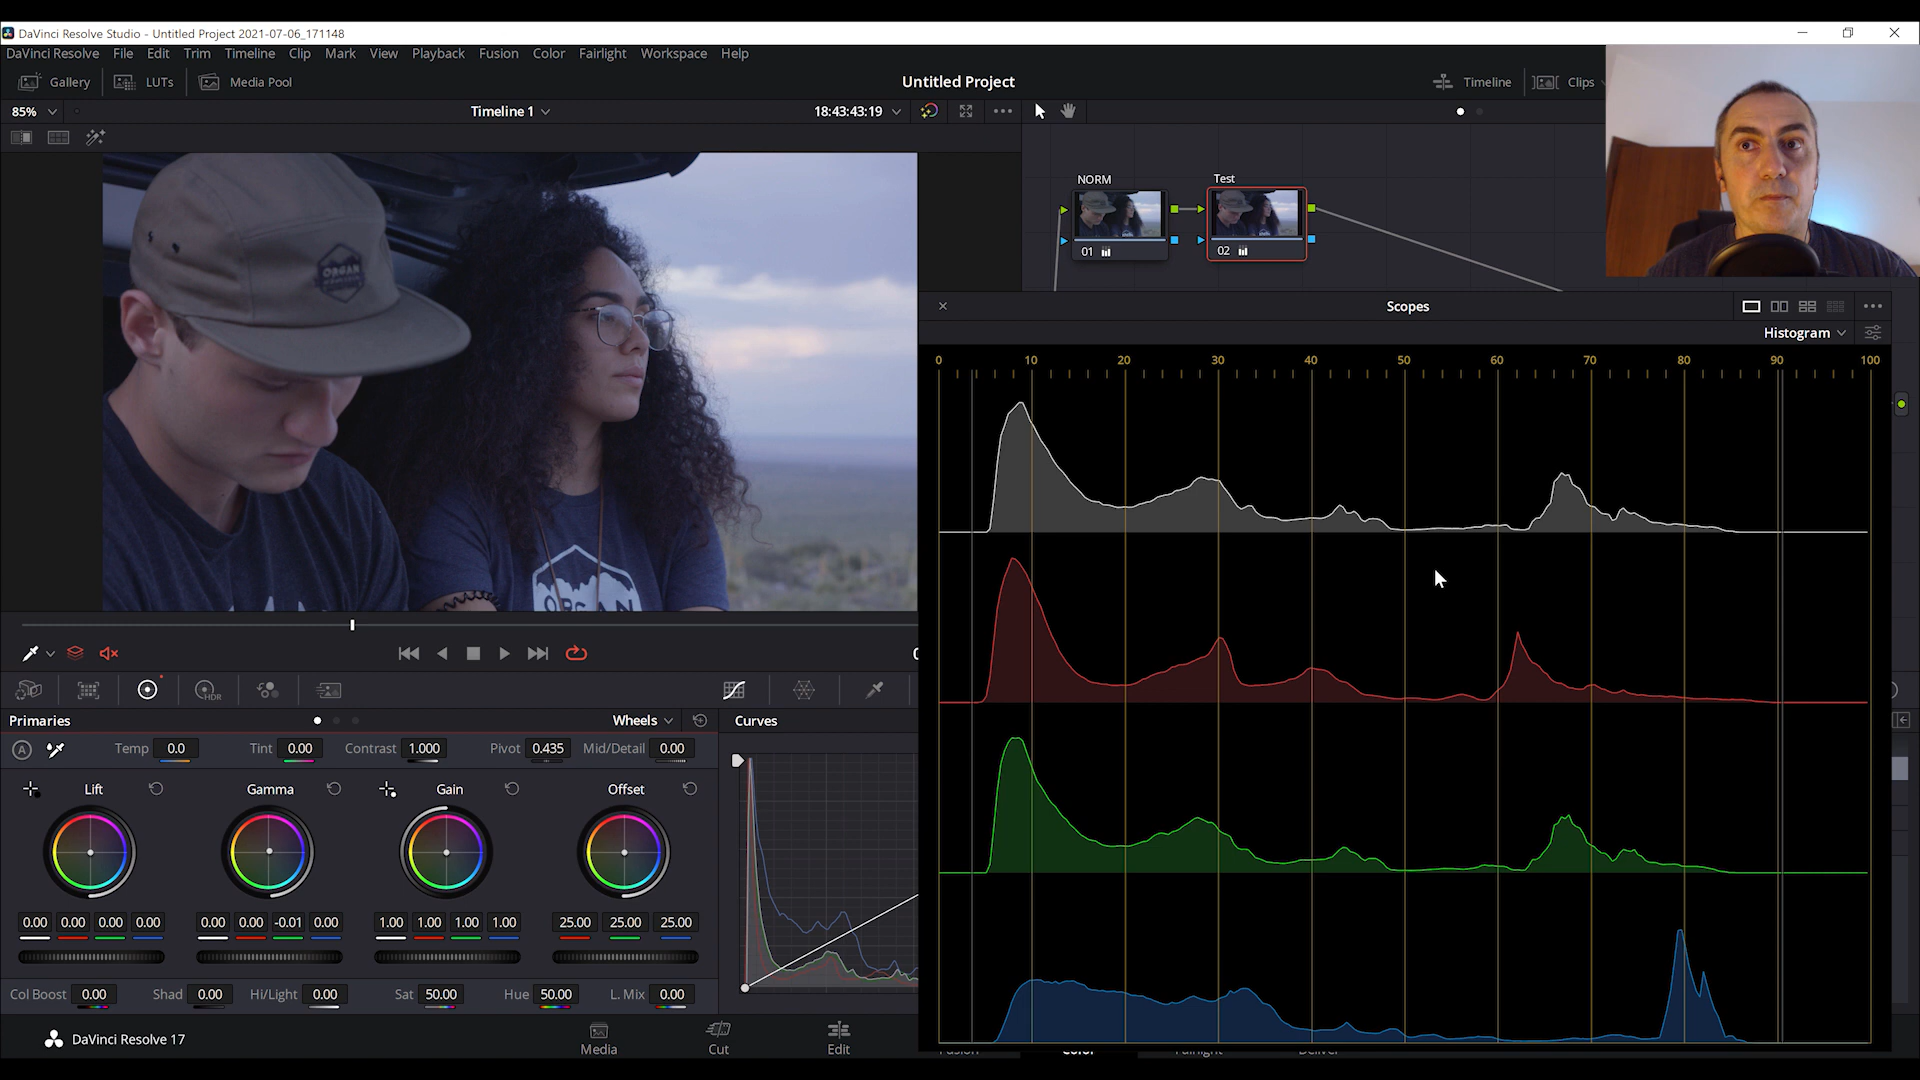 DaVinci Resolve Studio - Untitled Project 2021-07-06_171148
DaVinci Resolve File Edit Trim Timeline Clip Mark View Playback Fusion Color Fairlight Workspace Help
Gallery LUTs Media Pool Untitled Project Timeline Clips
85% Timeline 1 18:43:43:19
NORM Test
01 02
Scopes
Histogram
0 10 20 30 40 50 60 70 80 90 100
ORGAN
ORGAN
Primaries Wheels Curves
HDR
A Temp 0.0 Tint 0.00 Contrast 1.000 Pivot 0.435 Mid/Detail 0.00
Lift Gamma Gain Offset
0.00 0.00 0.00 0.00 0.00 0.00 -0.01 0.00 1.00 1.00 1.00 1.00 25.00 25.00 25.00
Col Boost 0.00 Shad 0.00 Hi/Light 0.00 Sat 50.00 Hue 50.00 L. Mix 0.00
DaVinci Resolve 17 Media Cut Edit Fusion Color Fairlight Deliver